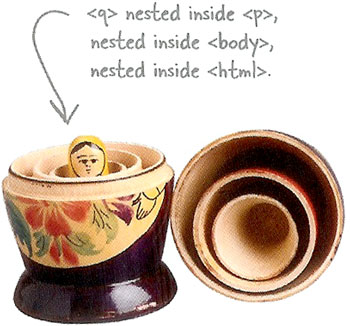 <q> nested inside <p>,
nested inside <body>,
nested inside <html>.